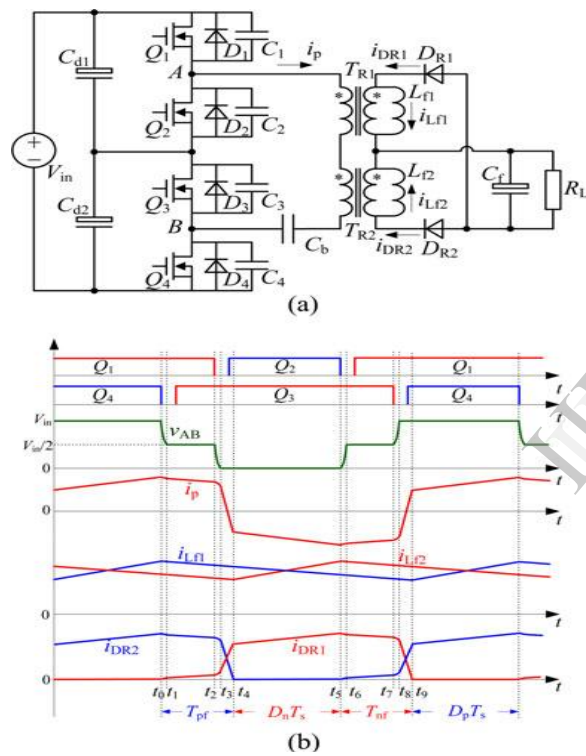 Q1 D1 C1 ip iDR1 DR1
Cd1 A TR1
* * Lf1
iLf1
Q2 D2 C2
+
− Vin
Lf2
* *
Cd2 Q3 D3 C3 iLf2 Cf RL
B
Cb TR2 iDR2 DR2
Q4 D4 C4
(a)
Q1 Q2 Q1 t
Q4 Q3 Q4 t
Vin
vAB
Vin/2
0 t
ip
0 t
iLf1 iLf2
0 t
iDR2 iDR1
0 t
t0 t1 t2 t3 t4 t5 t6 t7 t8 t9
Tpf DnTs Tnf DpTs
(b)